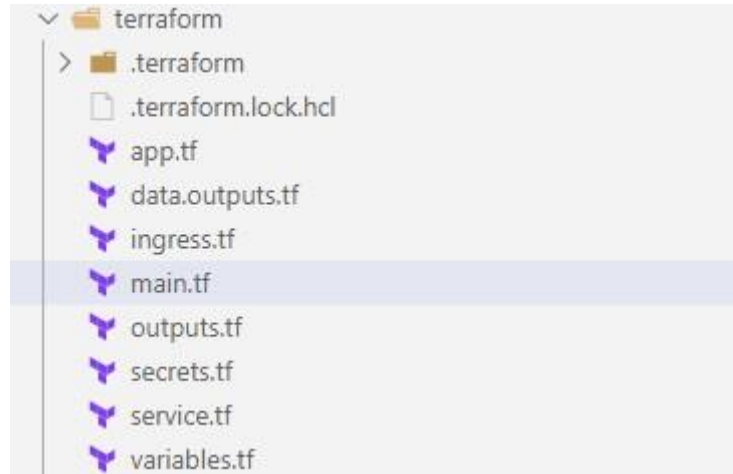 terraform
.terraform
.terraform.lock.hcl
app.tf
data.outputs.tf
ingress.tf
main.tf
outputs.tf
secrets.tf
service.tf
variables.tf